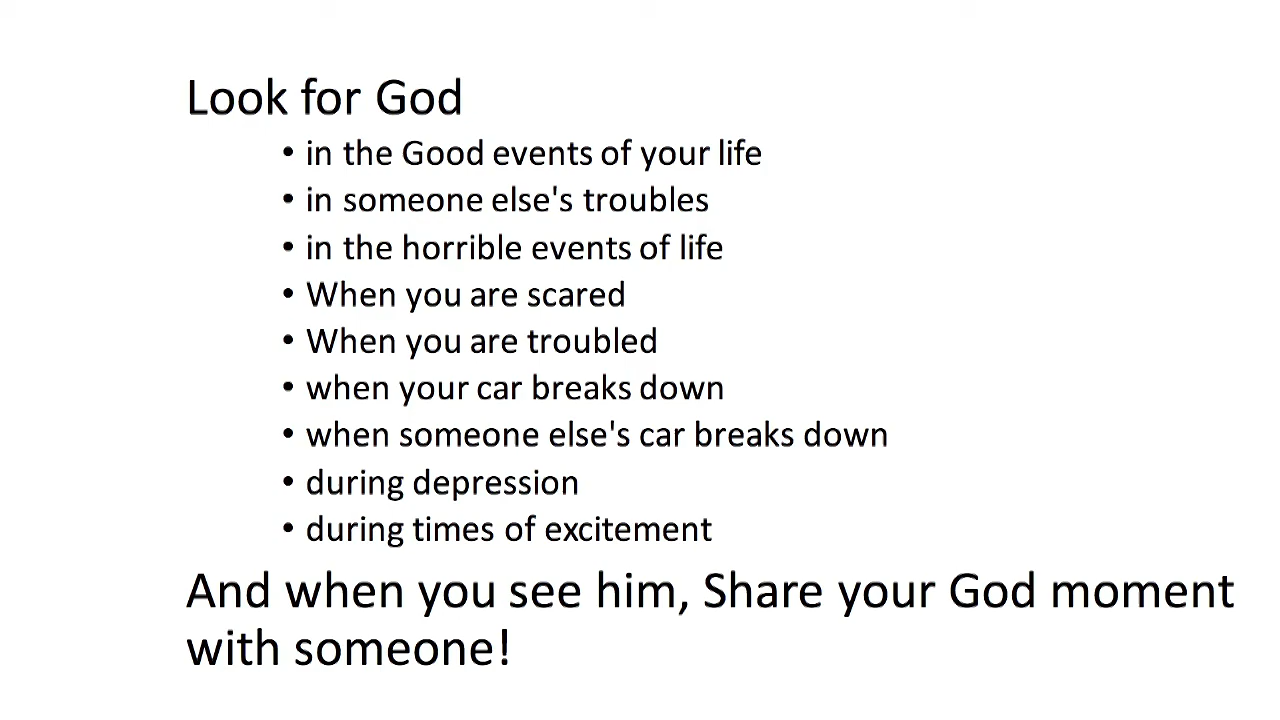 Look for God
• in the Good events of your life
• in someone else's troubles
• in the horrible events of life
• When you are scared
• When you are troubled
• when your car breaks down
• when someone else's car breaks down
• during depression
• during times of excitement
And when you see him, Share your God moment
with someone!